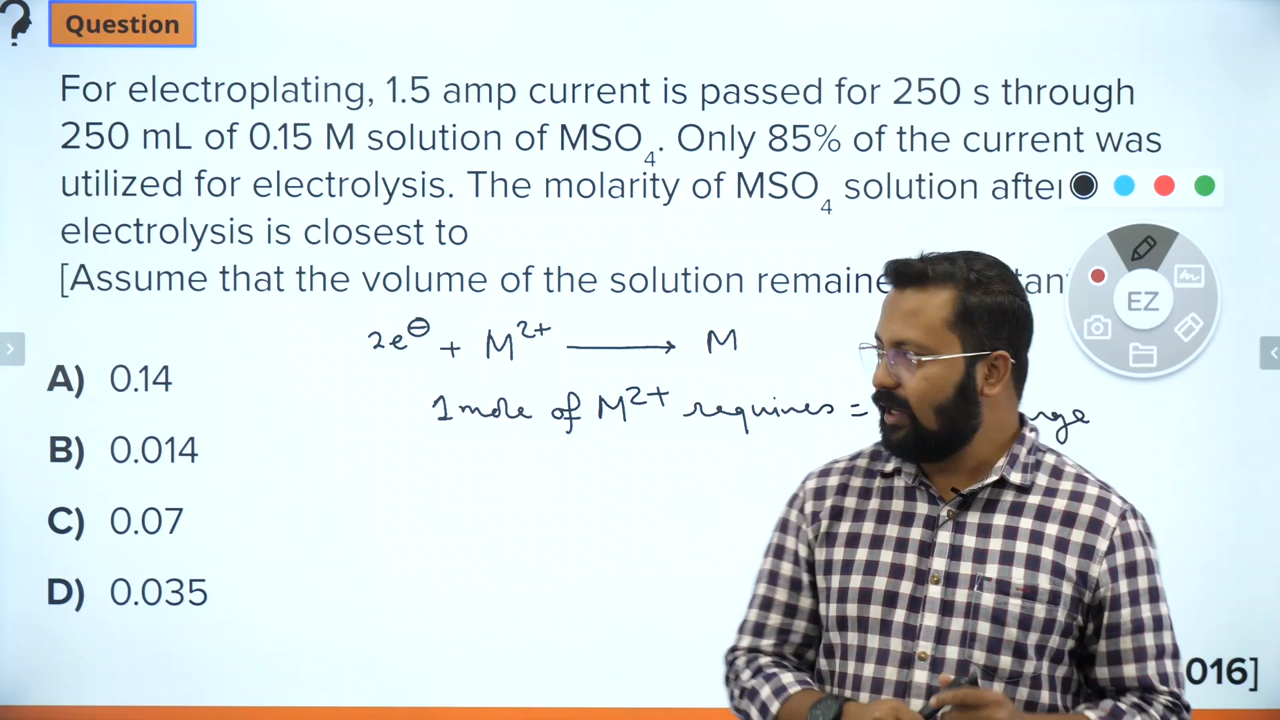 Question
For electroplating, 1.5 amp current is passed for 250 s through
250 mL of 0.15 M solution of MSO4. Only 85% of the current was
utilized for electrolysis. The molarity of MSO4 solution after
electrolysis is closest to
[Assume that the volume of the solution
2e⊖ + M2+ ⟶ M
A) 0.14
1 mole of M2+ requires =
B) 0.014
C) 0.07
D) 0.035
016]
EZ